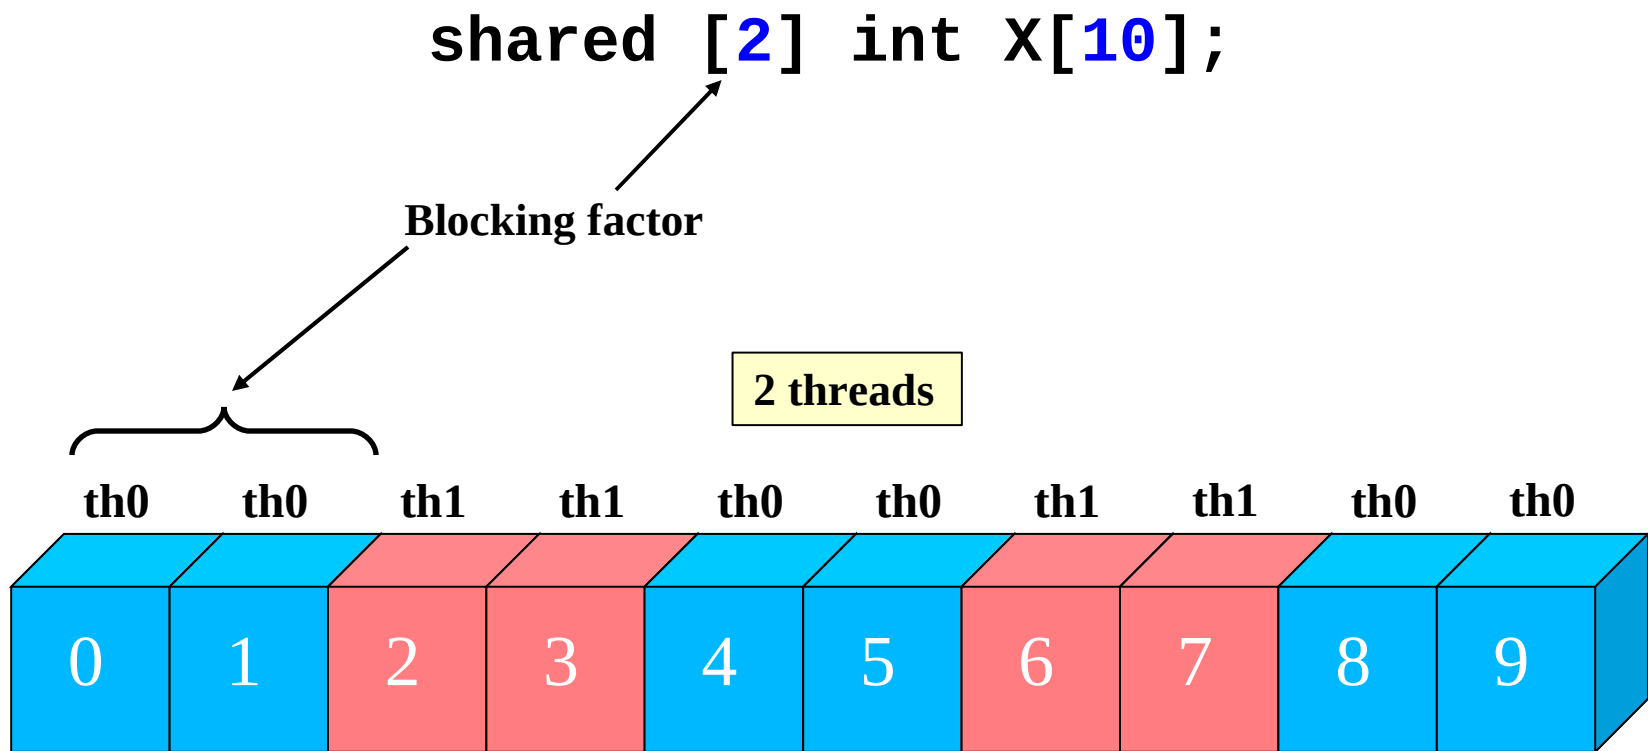 shared [2] int X[10];
Blocking factor
2 threads
th0 th0 th1 th1 th0 th0 th1 th1 th0 th0
0 1 2 3 4 5 6 7 8 9